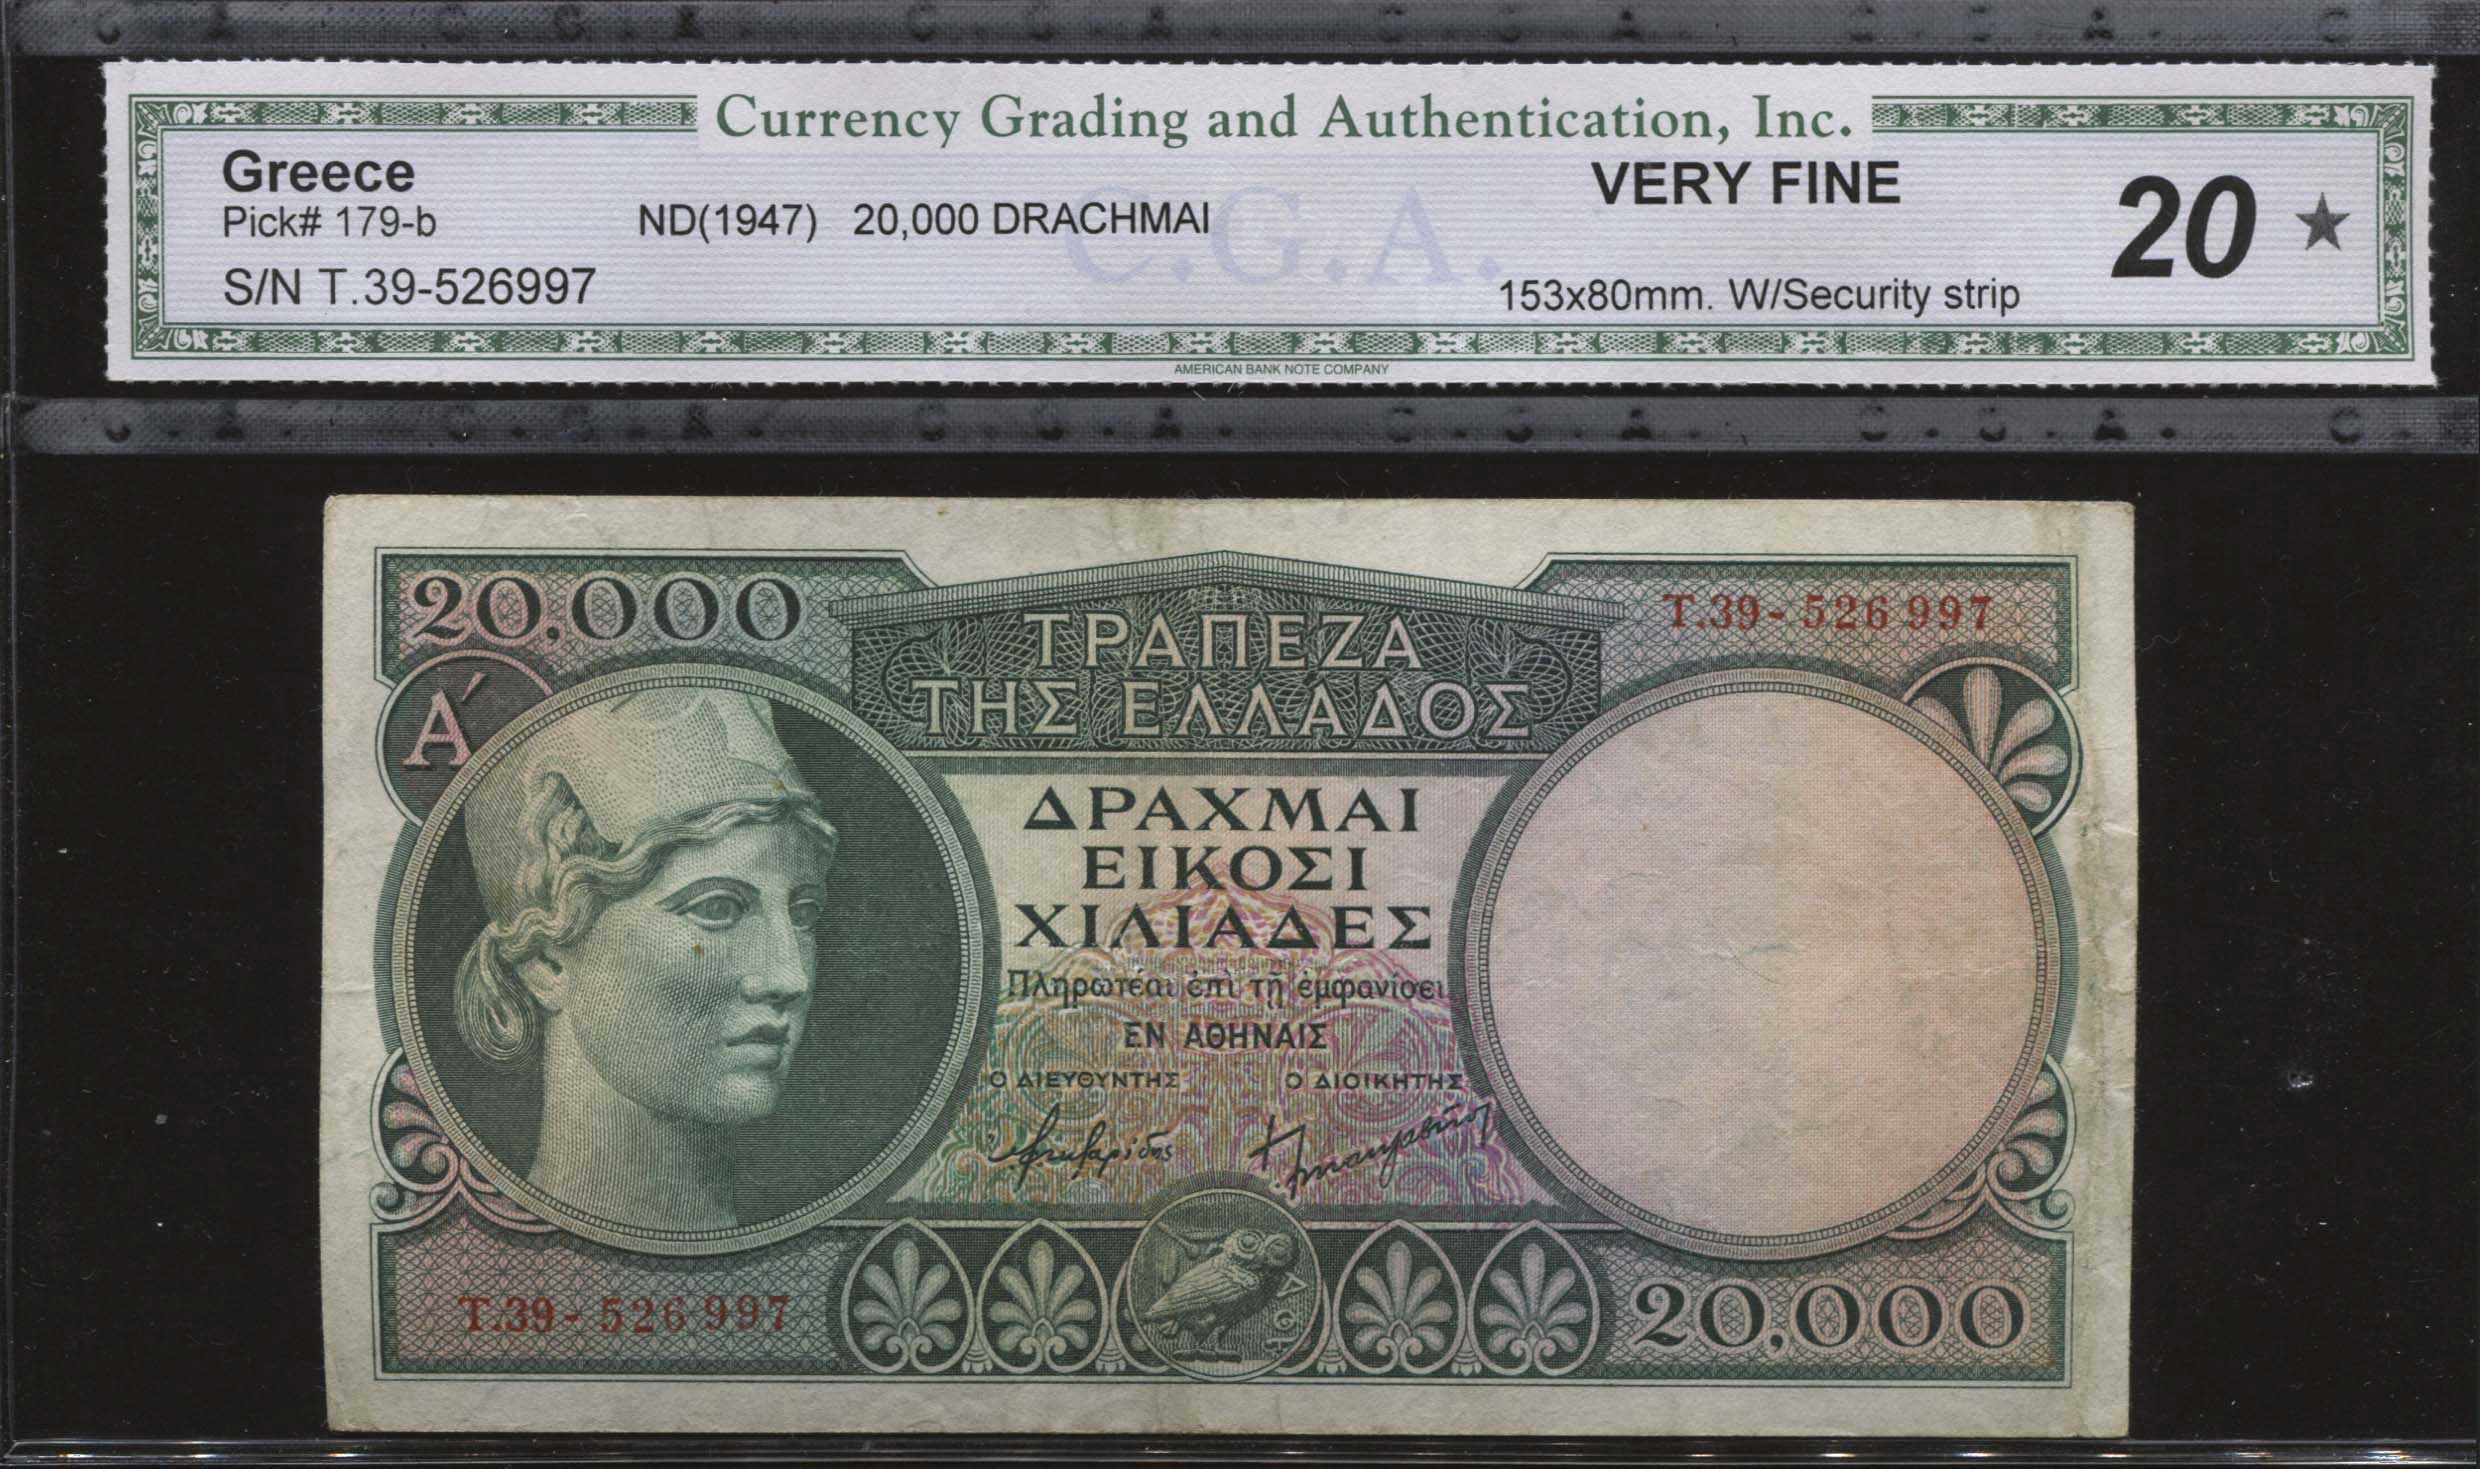 Currency Grading and Authentication, Inc.
Greece
VERY FINE
Pick# 179-b
ND(1947) 20,000 DRACHMAI
20 ★
S/N T.39-526997
153x80mm. W/Security strip
C.G.A.
AMERICAN BANK NOTE COMPANY
20.000
Τ.39- 526 997
ΤΡΑΠΕΖΑ
ΤΗΣ ΕΛΛΑΔΟΣ
Α΄
ΔΡΑΧΜΑΙ
ΕΙΚΟΣΙ
ΧΙΛΙΑΔΕΣ
Πληρωτέαι ἐπὶ τῇ ἐμφανίσει
ΕΝ ΑΘΗΝΑΙΣ
Ο ΔΙΕΥΘΥΝΤΗΣ
Ο ΔΙΟΙΚΗΤΗΣ
Τ.39- 526 997
ΑΘΕ
20.000